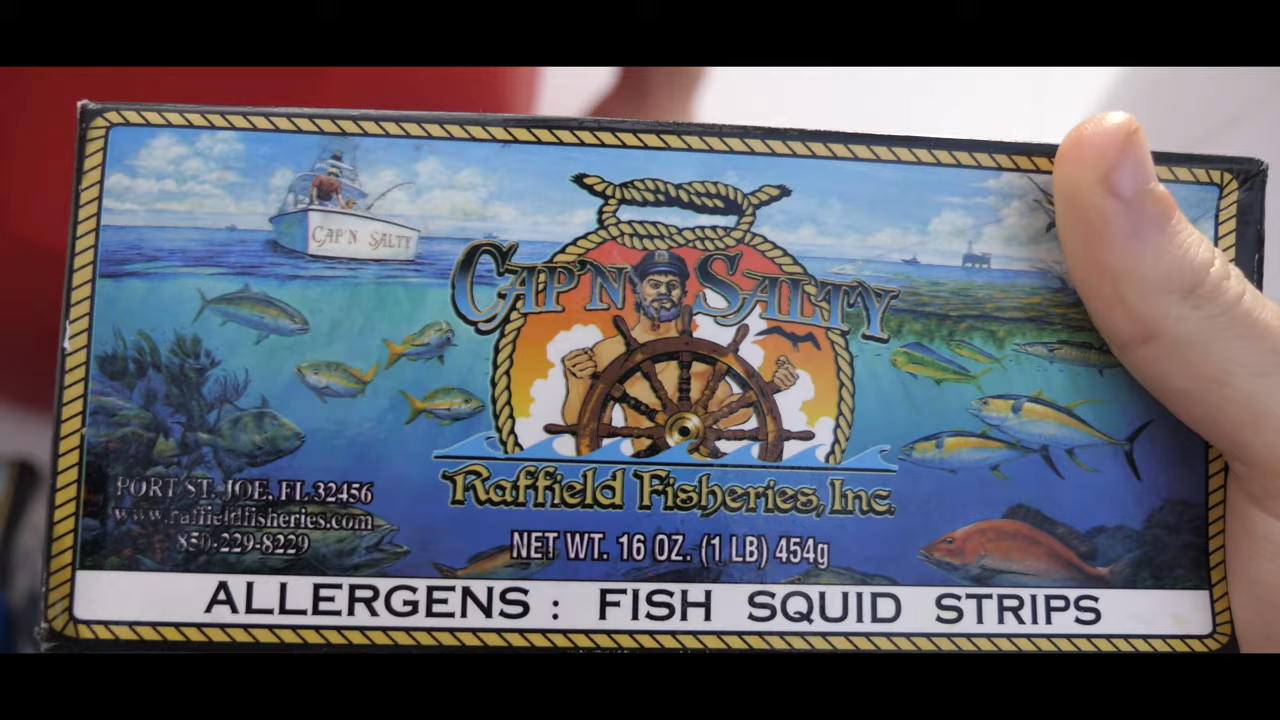 CAP'N SALTY
CAP'N SALTY
Raffield Fisheries, Inc.
PORT ST. JOE, FL 32456
www.raffieldfisheries.com
850-229-8229
NET WT. 16 OZ. (1 LB) 454g
ALLERGENS : FISH SQUID STRIPS